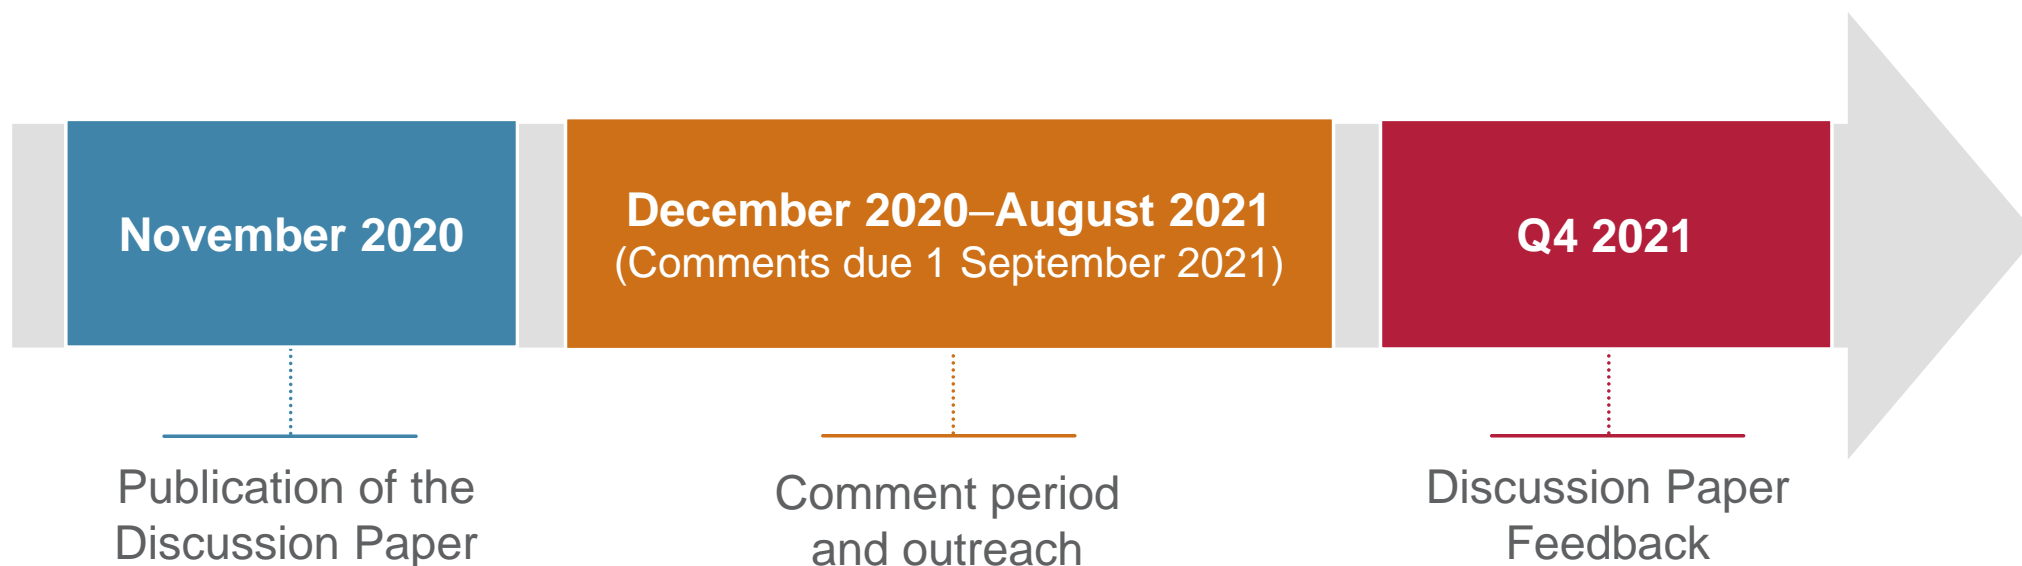 November 2020
December 2020–August 2021
(Comments due 1 September 2021)
Q4 2021
Publication of the
Discussion Paper
Comment period
and outreach
Discussion Paper
Feedback